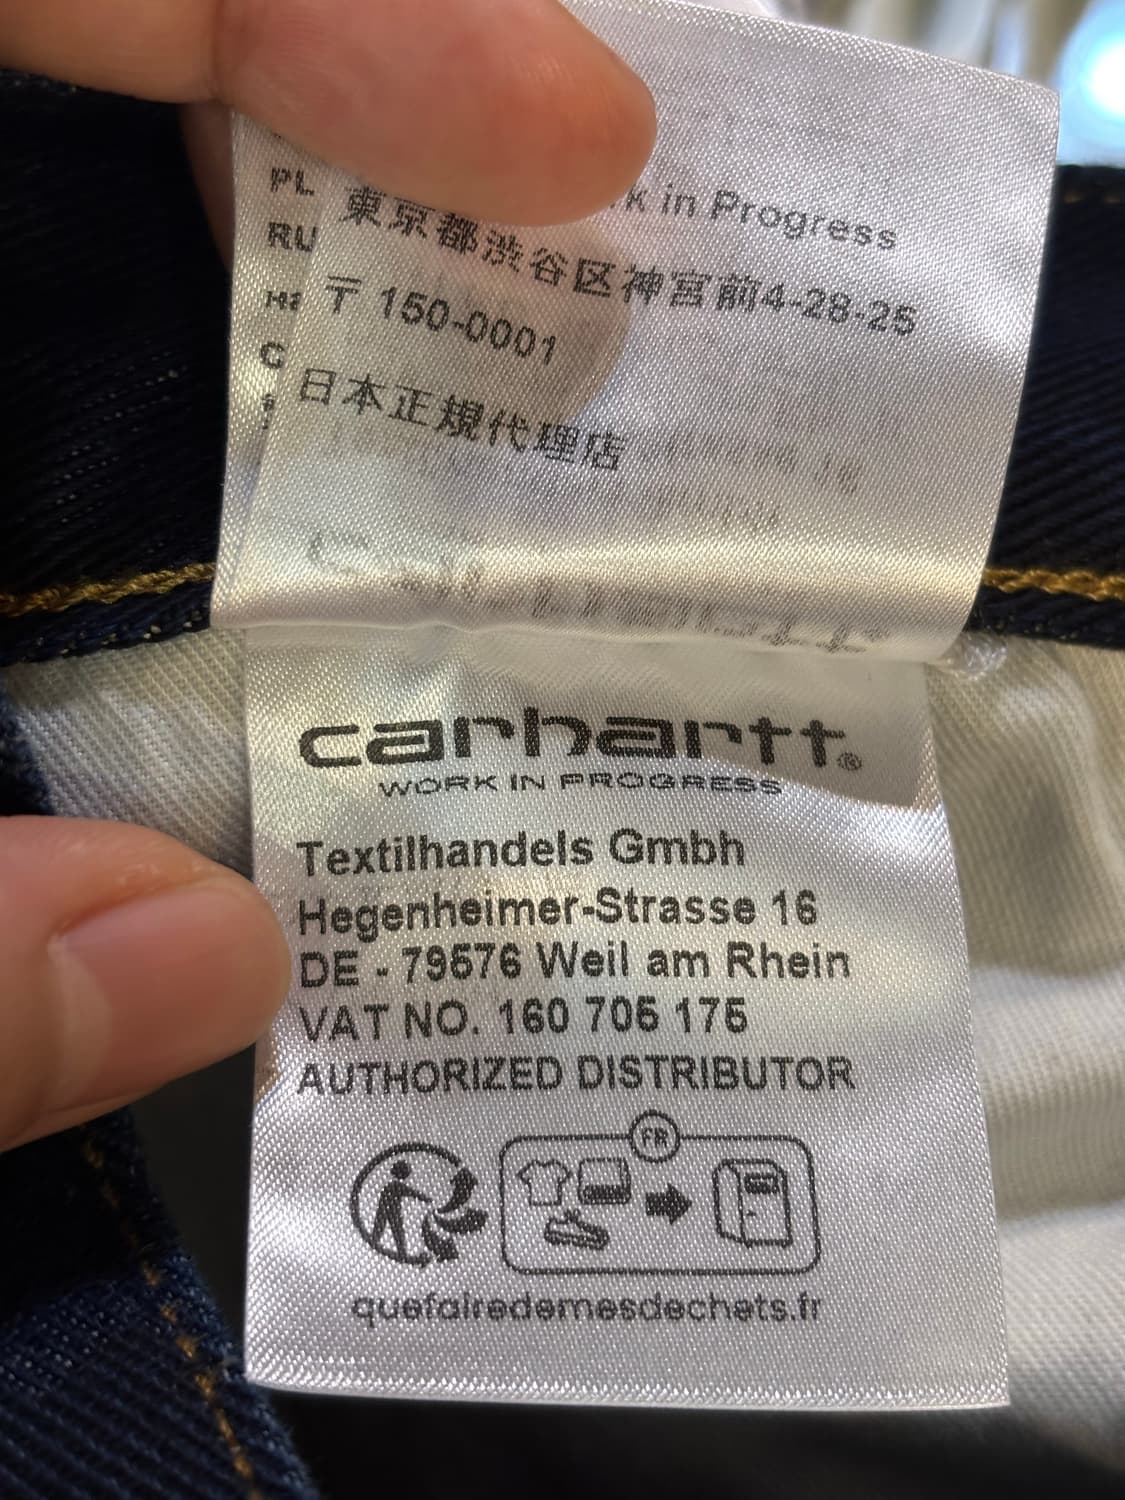 PL
RU
k in Progress
東京都渋谷区神宮前4-28-25
〒 150-0001
日本正規代理店
carhartt®
WORK IN PROGRESS
Textilhandels Gmbh
Hegenheimer-Strasse 16
DE - 79576 Weil am Rhein
VAT NO. 160 705 175
AUTHORIZED DISTRIBUTOR
FR
quefairedemesdechets.fr